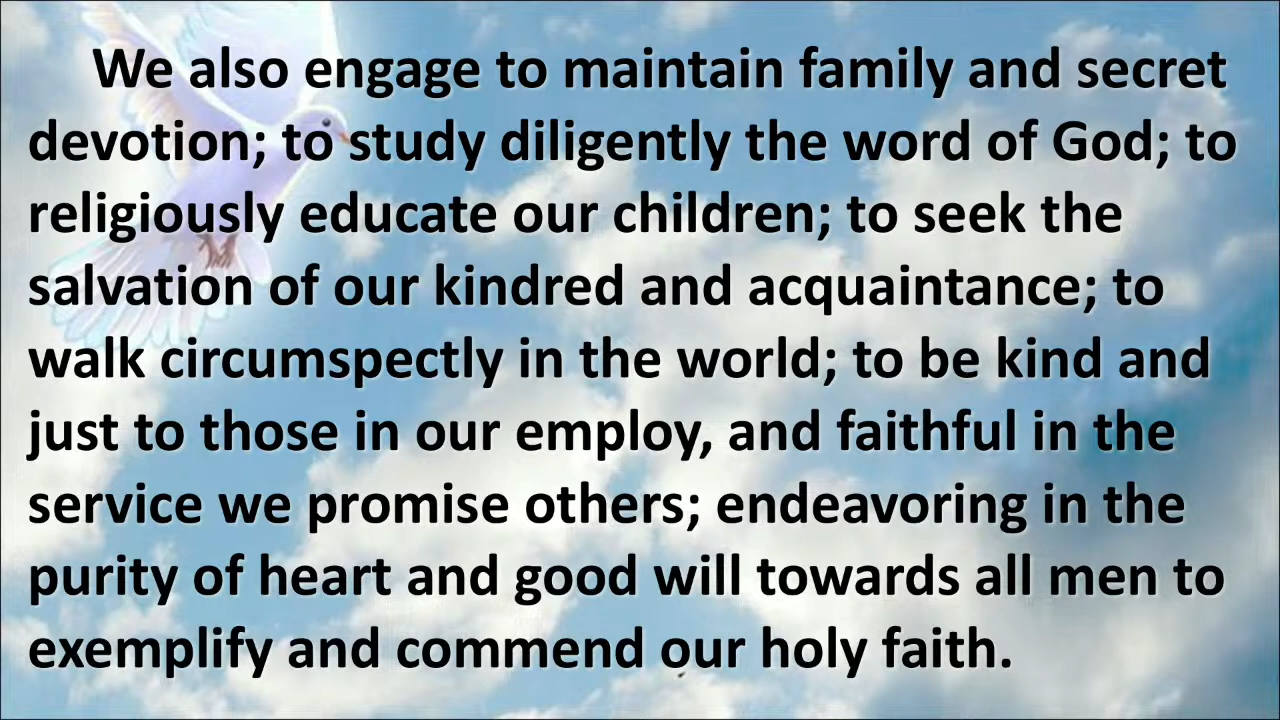 We also engage to maintain family and secret
devotion; to study diligently the word of God; to
religiously educate our children; to seek the
salvation of our kindred and acquaintance; to
walk circumspectly in the world; to be kind and
just to those in our employ, and faithful in the
service we promise others; endeavoring in the
purity of heart and good will towards all men to
exemplify and commend our holy faith.